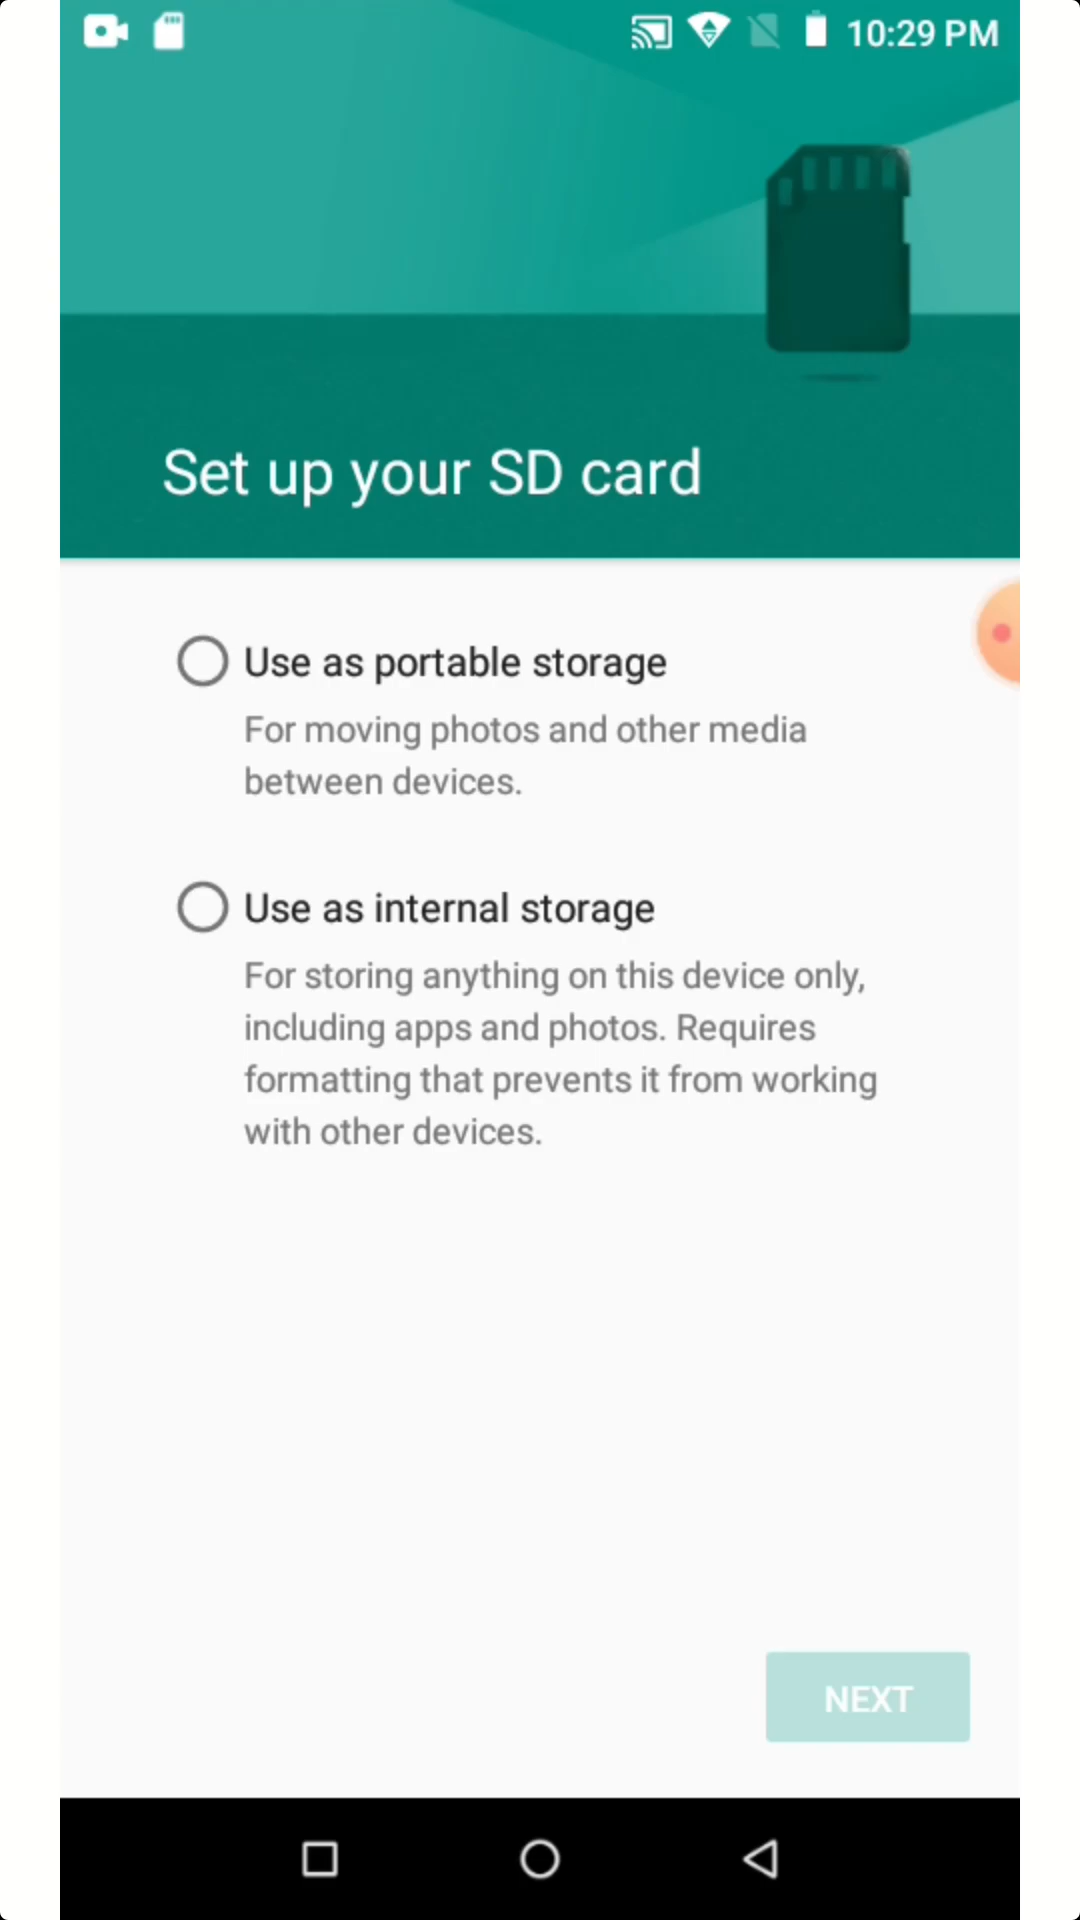 10:29 PM
Set up your SD card
Use as portable storage
For moving photos and other media
between devices.
Use as internal storage
For storing anything on this device only,
including apps and photos. Requires
formatting that prevents it from working
with other devices.
NEXT